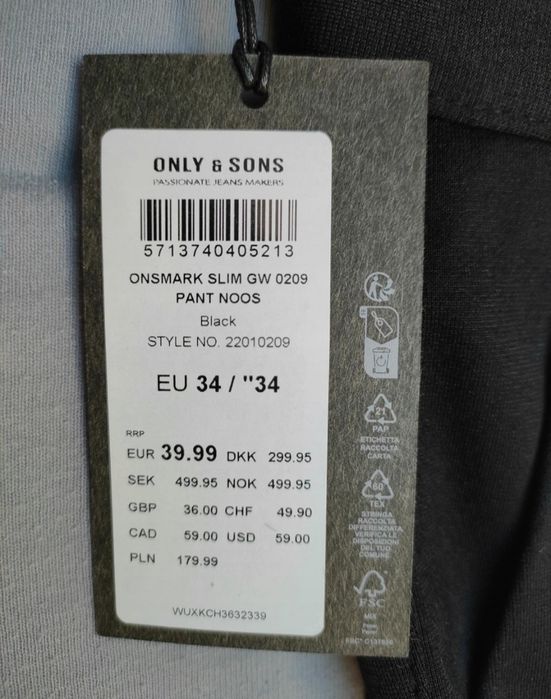 ONLY & SONS
PASSIONATE JEANS MAKERS
5713740405213
ONSMARK SLIM GW 0209
PANT NOOS
Black
STYLE NO. 22010209
EU 34 / "34
RRP
EUR 39.99 DKK 299.95
SEK 499.95 NOK 499.95
GBP 36.00 CHF 49.90
CAD 59.00 USD 59.00
PLN 179.99
WUXKCH3632339
21
PAP
ETICHETTA
RACCOLTA
CARTA
60
TEX
STRINGA
RACCOLTA
DIFFERENZIATA.
VERIFICA LE
DISPOSIZIONI
DEL TUO
COMUNE
FSC
MIX